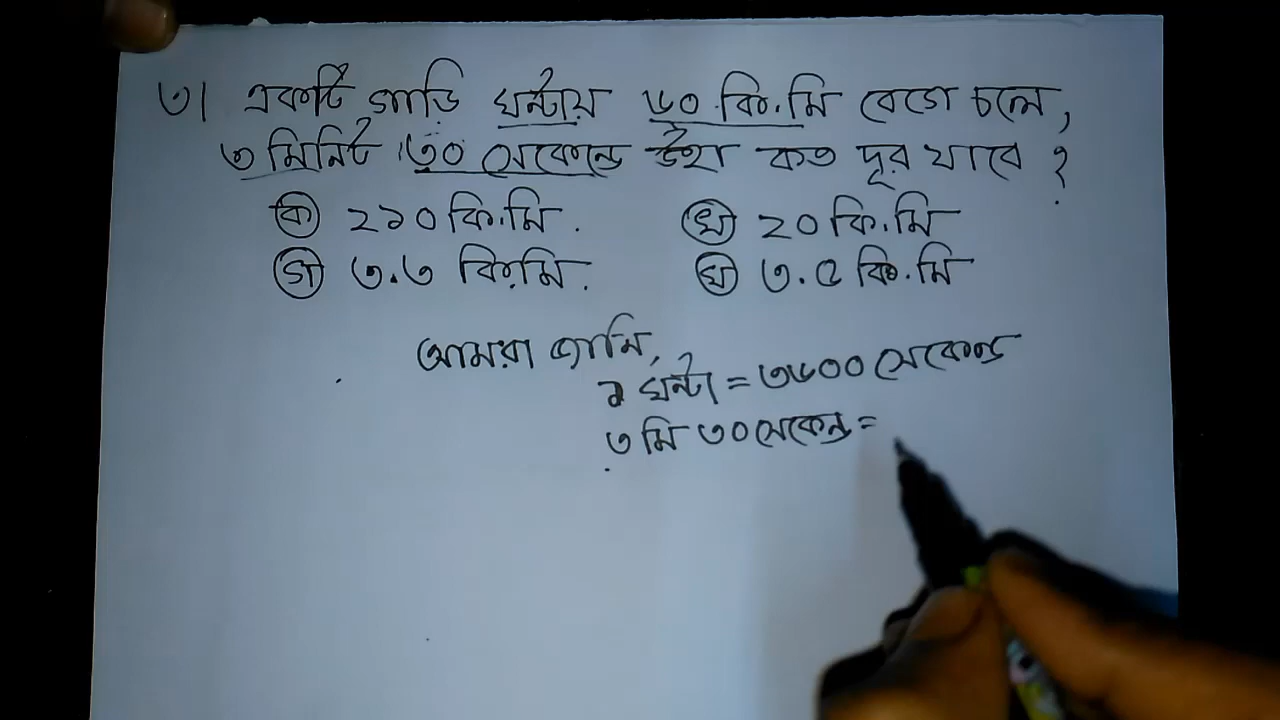 ৩। একটি গাড়ি ঘন্টায় ৬০ কি.মি বেগে চলে,
৩ মিনিট ৩০ সেকেন্ডে উহা কত দূর যাবে ?
ক ২১০ কি.মি. খ ২০ কি.মি
গ ৩.৩ কি.মি. ঘ ৩.৫ কি.মি
আমরা জানি,
১ ঘন্টা = ৩৬০০ সেকেন্ড
৩ মি ৩০ সেকেন্ড =